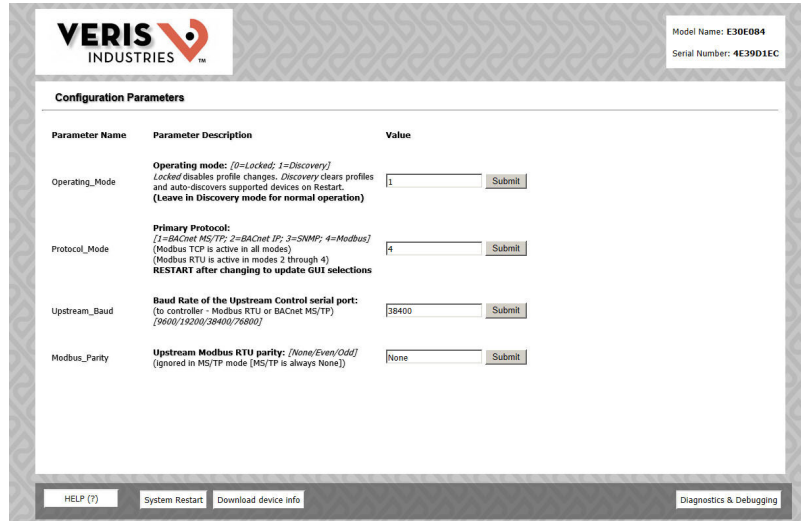 VERIS
INDUSTRIES ™
Model Name: E30E084
Serial Number: 4E39D1EC
Configuration Parameters
Parameter Name Parameter Description Value
Operating_Mode
Operating mode: [0=Locked; 1=Discovery]
Locked disables profile changes. Discovery clears profiles
and auto-discovers supported devices on Restart.
(Leave in Discovery mode for normal operation)
1 Submit
Protocol_Mode
Primary Protocol:
[1=BACnet MS/TP; 2=BACnet IP; 3=SNMP; 4=Modbus]
(Modbus TCP is active in all modes)
(Modbus RTU is active in modes 2 through 4)
RESTART after changing to update GUI selections
4 Submit
Upstream_Baud
Baud Rate of the Upstream Control serial port:
(to controller - Modbus RTU or BACnet MS/TP)
[9600/19200/38400/76800]
38400 Submit
Modbus_Parity
Upstream Modbus RTU parity: [None/Even/Odd]
(ignored in MS/TP mode [MS/TP is always None])
None Submit
HELP (?) System Restart Download device info Diagnostics & Debugging